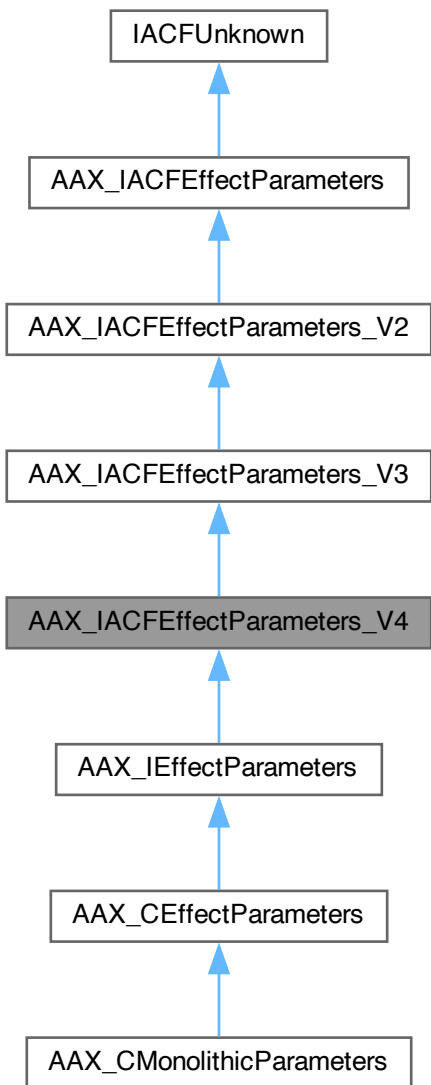 IACFUnknown
AAX_IACFEffectParameters
AAX_IACFEffectParameters_V2
AAX_IACFEffectParameters_V3
AAX_IACFEffectParameters_V4
AAX_IEffectParameters
AAX_CEffectParameters
AAX_CMonolithicParameters